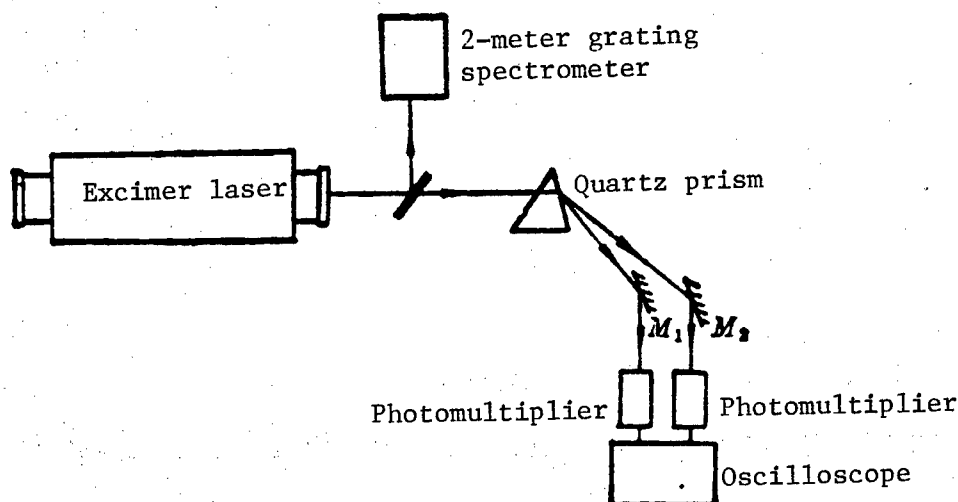 2-meter grating
spectrometer
Excimer laser
Quartz prism
M₁
M₂
Photomultiplier
Photomultiplier
Oscilloscope